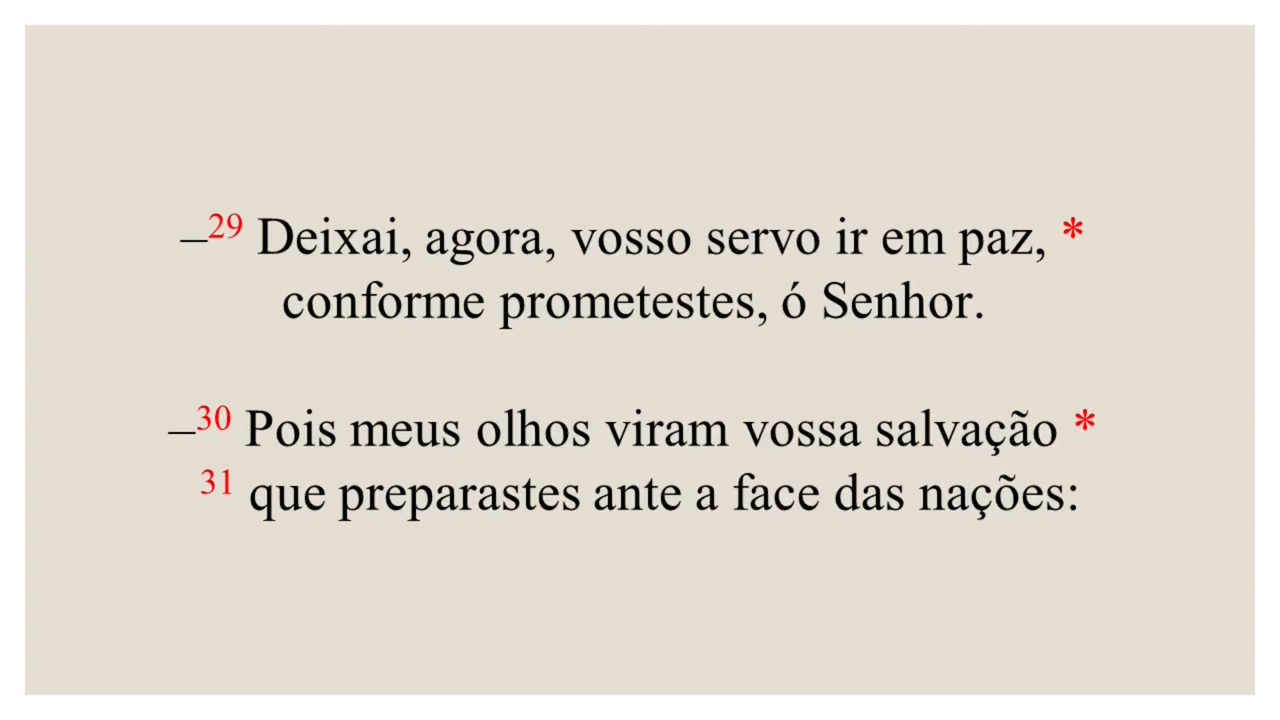 –29 Deixai, agora, vosso servo ir em paz, *
conforme prometestes, ó Senhor.
–30 Pois meus olhos viram vossa salvação *
31 que preparastes ante a face das nações: